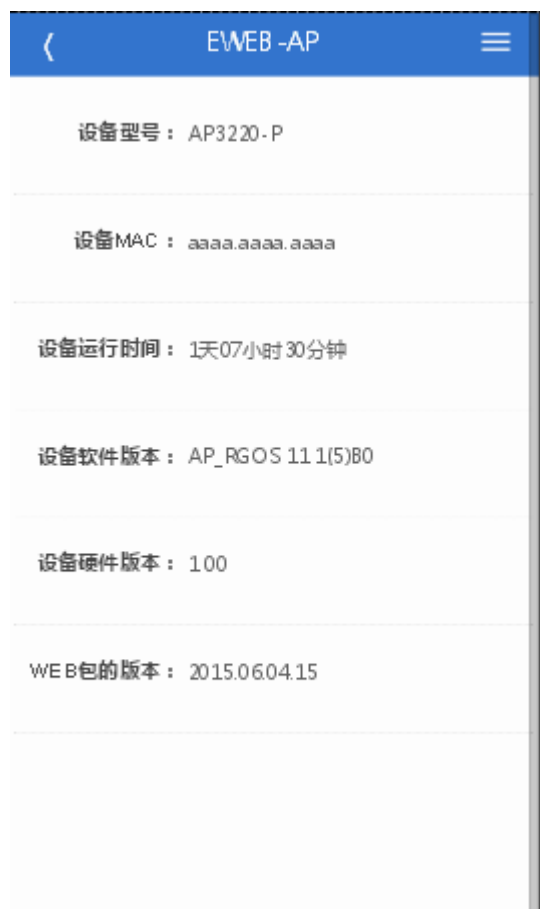 EWEB-AP
设备型号： AP3220-P
设备MAC： aaaa.aaaa.aaaa
设备运行时间： 1天07小时30分钟
设备软件版本： AP_RGOS 11 1(5)B0
设备硬件版本： 1.00
WEB包的版本： 2015.06.04.15